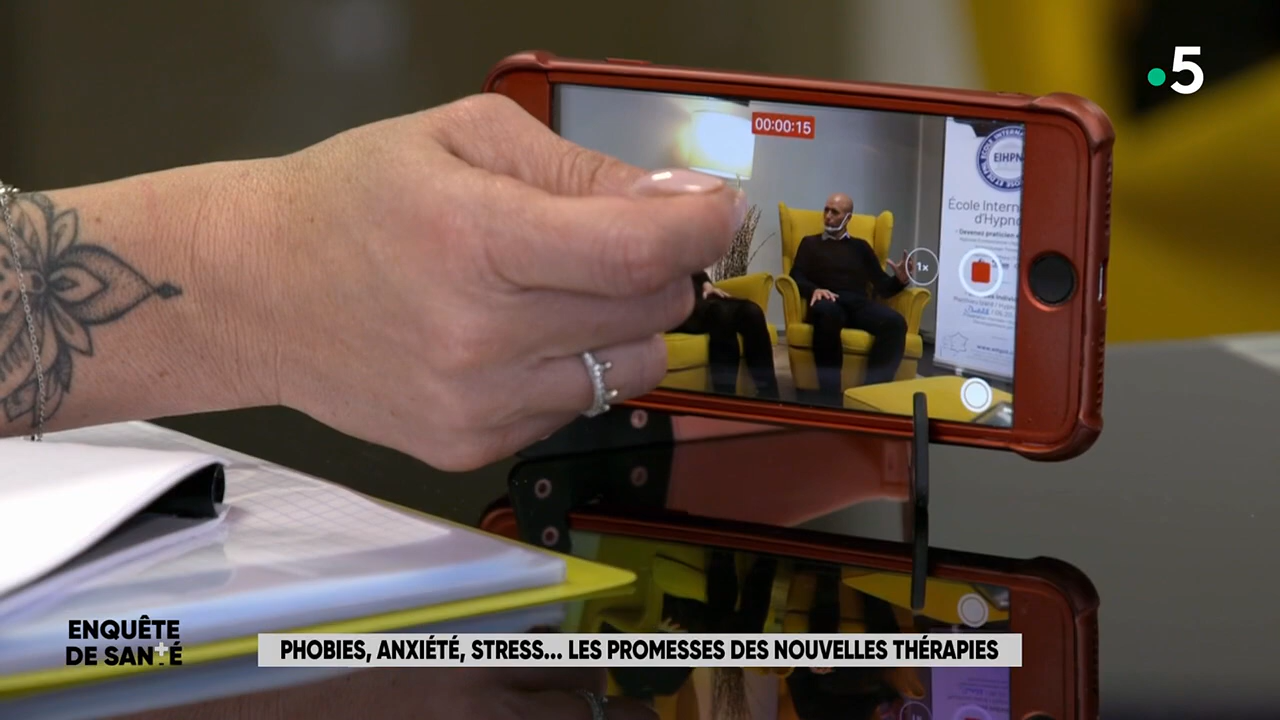 5
00:00:15
EIHPN
École Intern
d'Hypno
1x
ENQUÊTE
DE SANTÉ
PHOBIES, ANXIÉTÉ, STRESS... LES PROMESSES DES NOUVELLES THÉRAPIES